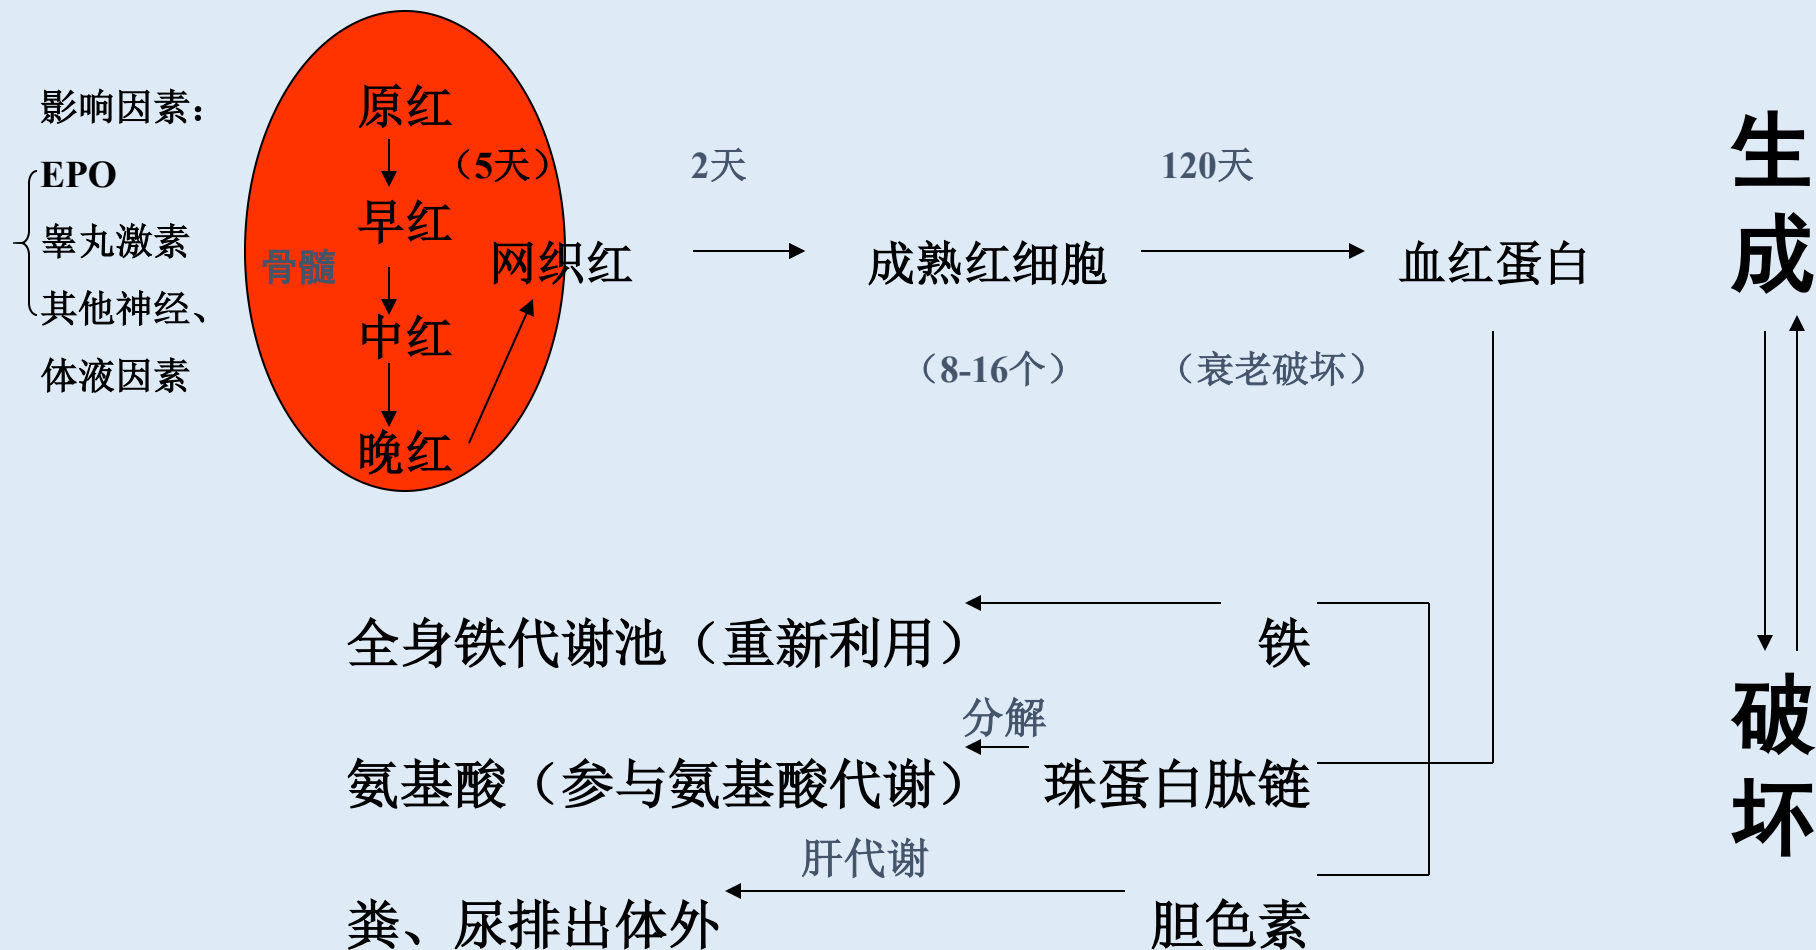 影响因素：
EPO
睾丸激素
其他神经、
体液因素
骨髓
原红
早红
中红
晚红
（5天）
网织红
2天
成熟红细胞
（8-16个）
120天
（衰老破坏）
血红蛋白
全身铁代谢池（重新利用）
铁
分解
氨基酸（参与氨基酸代谢）
珠蛋白肽链
肝代谢
粪、尿排出体外
胆色素
生成
破坏